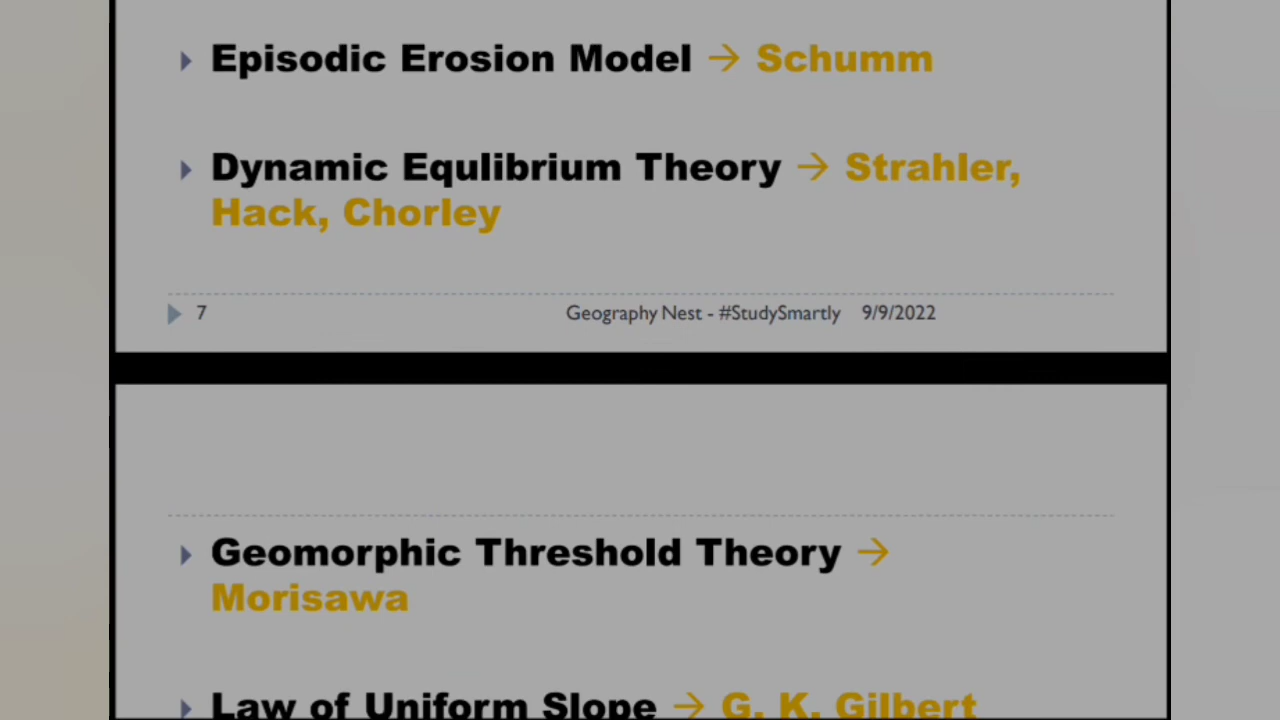 Episodic Erosion Model → Schumm
Dynamic Equlibrium Theory → Strahler,
Hack, Chorley
7 Geography Nest - #StudySmartly 9/9/2022
Geomorphic Threshold Theory →
Morisawa
Law of Uniform Slope → G. K. Gilbert